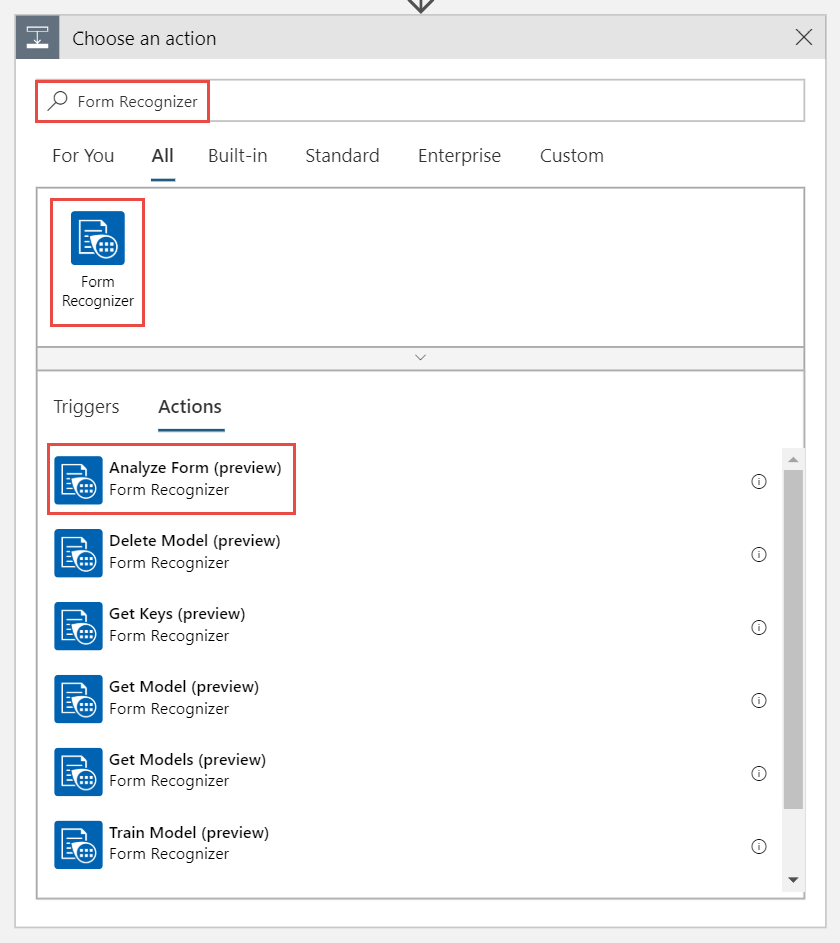 Choose an action
Form Recognizer
For You All Built-in Standard Enterprise Custom
Form
Recognizer
Triggers Actions
Analyze Form (preview)
Form Recognizer
Delete Model (preview)
Form Recognizer
Get Keys (preview)
Form Recognizer
Get Model (preview)
Form Recognizer
Get Models (preview)
Form Recognizer
Train Model (preview)
Form Recognizer